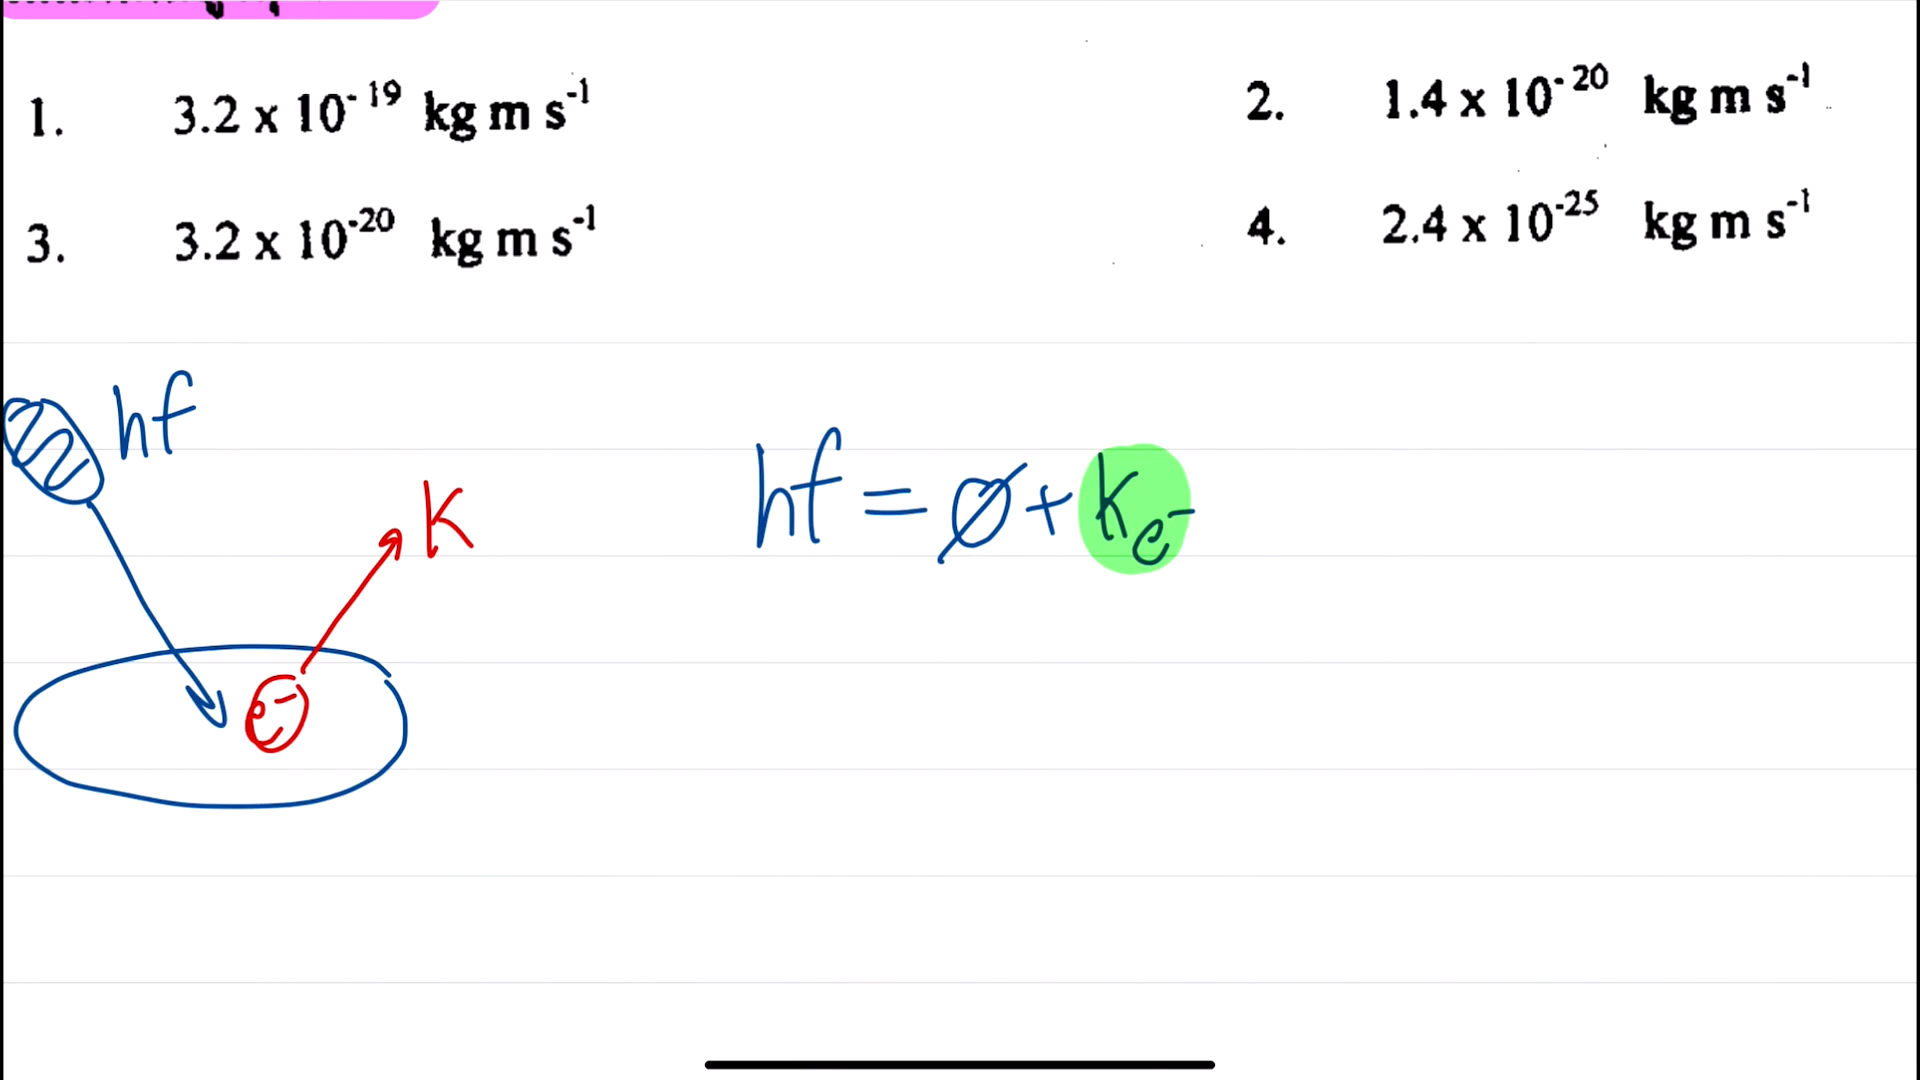 1. 3.2 x 10⁻¹⁹ kg m s⁻¹ 2. 1.4 x 10⁻²⁰ kg m s⁻¹
3. 3.2 x 10⁻²⁰ kg m s⁻¹ 4. 2.4 x 10⁻²⁵ kg m s⁻¹
hf
hf = Ø + K e⁻
K
e⁻